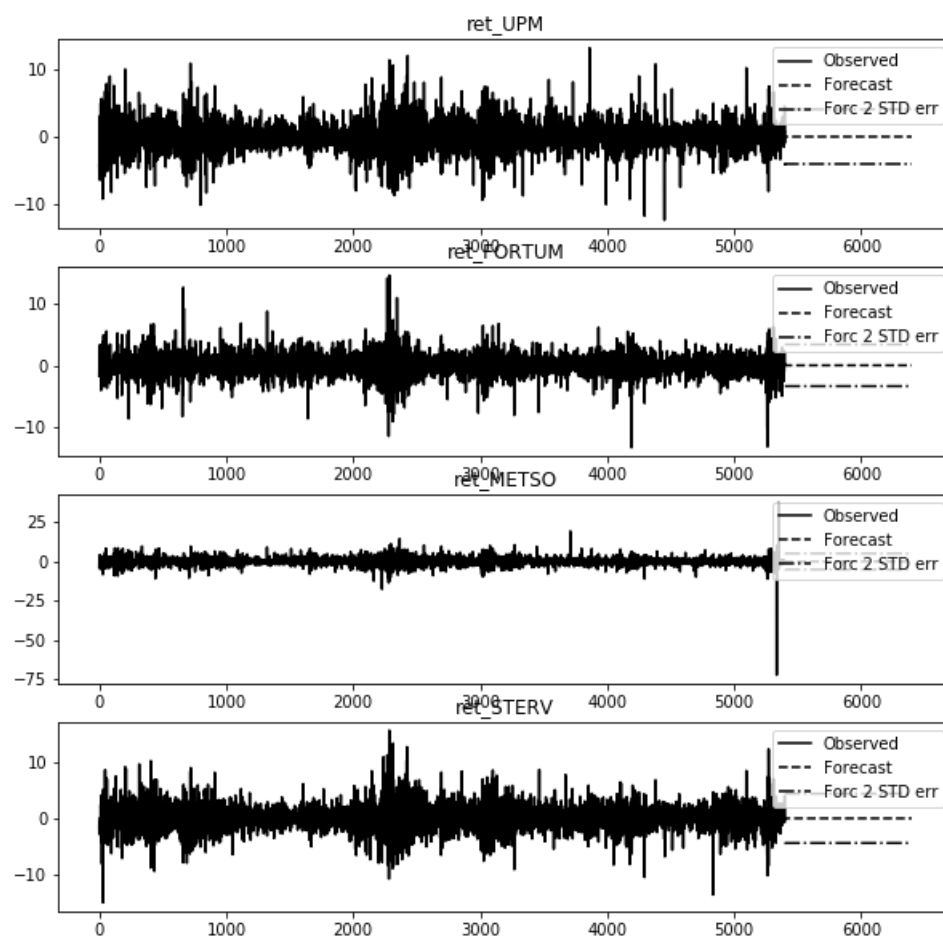 ret_UPM
10
0
−10
Observed
Forecast
Forc 2 STD err
0 1000 2000 3000 4000 5000 6000
ret_FORTUM
10
0
−10
Observed
Forecast
Forc 2 STD err
0 1000 2000 3000 4000 5000 6000
ret_METSO
25
0
−25
−50
−75
Observed
Forecast
Forc 2 STD err
0 1000 2000 3000 4000 5000 6000
ret_STERV
10
0
−10
Observed
Forecast
Forc 2 STD err
0 1000 2000 3000 4000 5000 6000